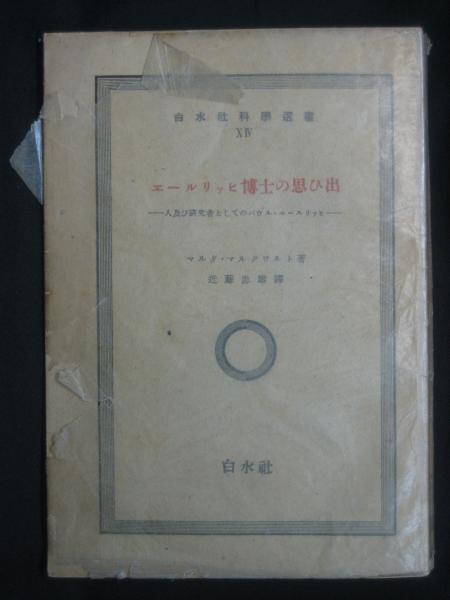 白水社科學選書
XIV
エールリッヒ博士の思ひ出
―人及び研究者としてのパウル・エールリッヒ―
マルタ・マルクワルト著
近藤忠雄譯
白水社